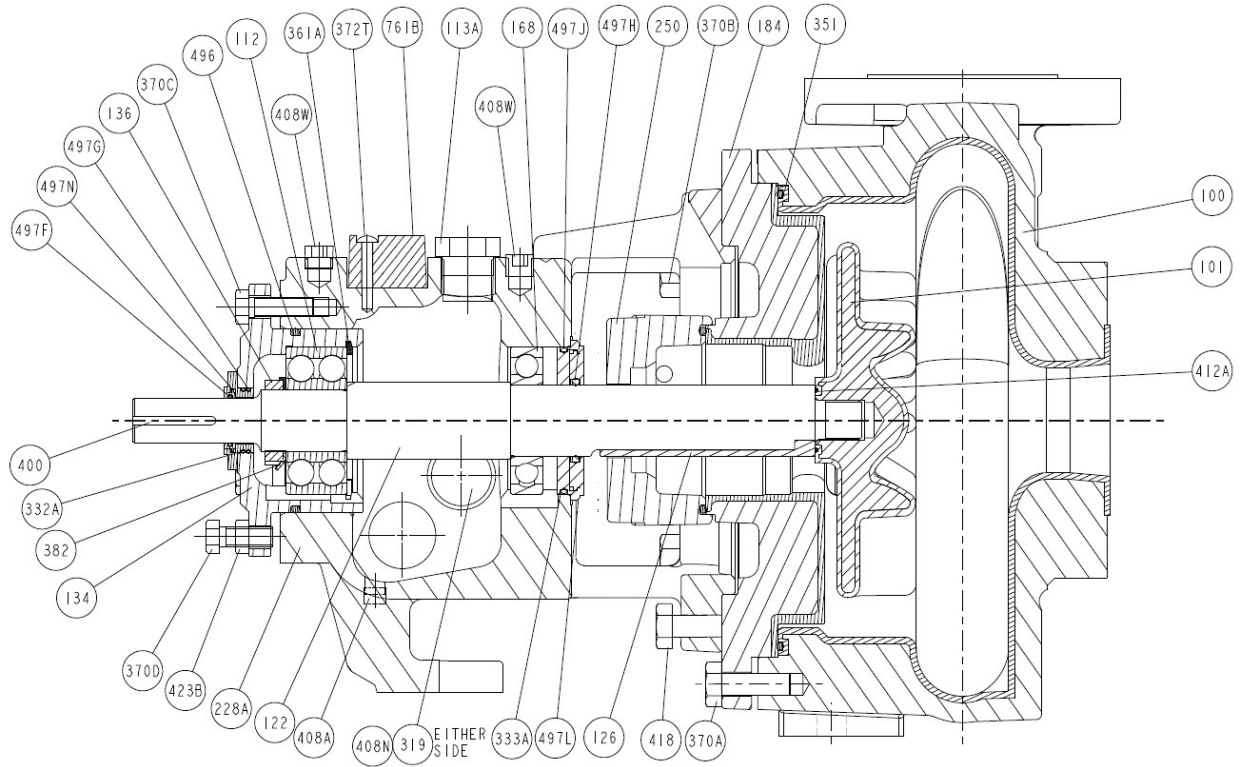 112
361A
372T
761B
113A
168
497J
497H
250
370B
184
351
496
408W
408W
370C
136
497G
497N
497F
100
101
412A
400
332A
382
134
370D
423B
228A
122
408A
408N
319
EITHER
SIDE
333A
497L
126
418
370A